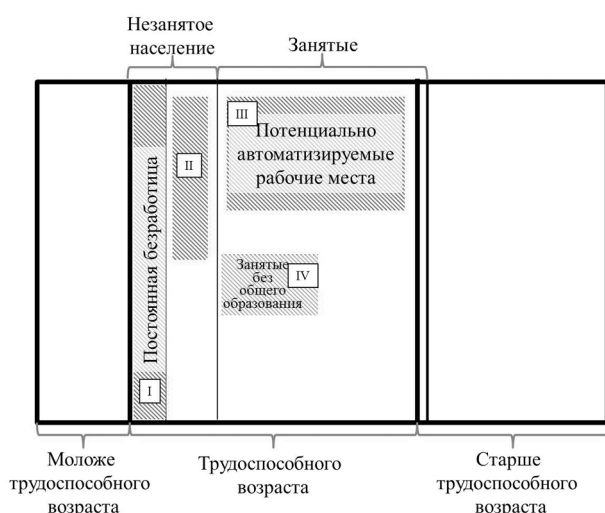 Незанятое
население
Занятые
Постоянная безработица
I
II
III
Потенциально
автоматизируемые
рабочие места
Занятые
без
общего
образования
IV
Моложе
трудоспособного
возраста
Трудоспособного
возраста
Старше
трудоспособного
возраста